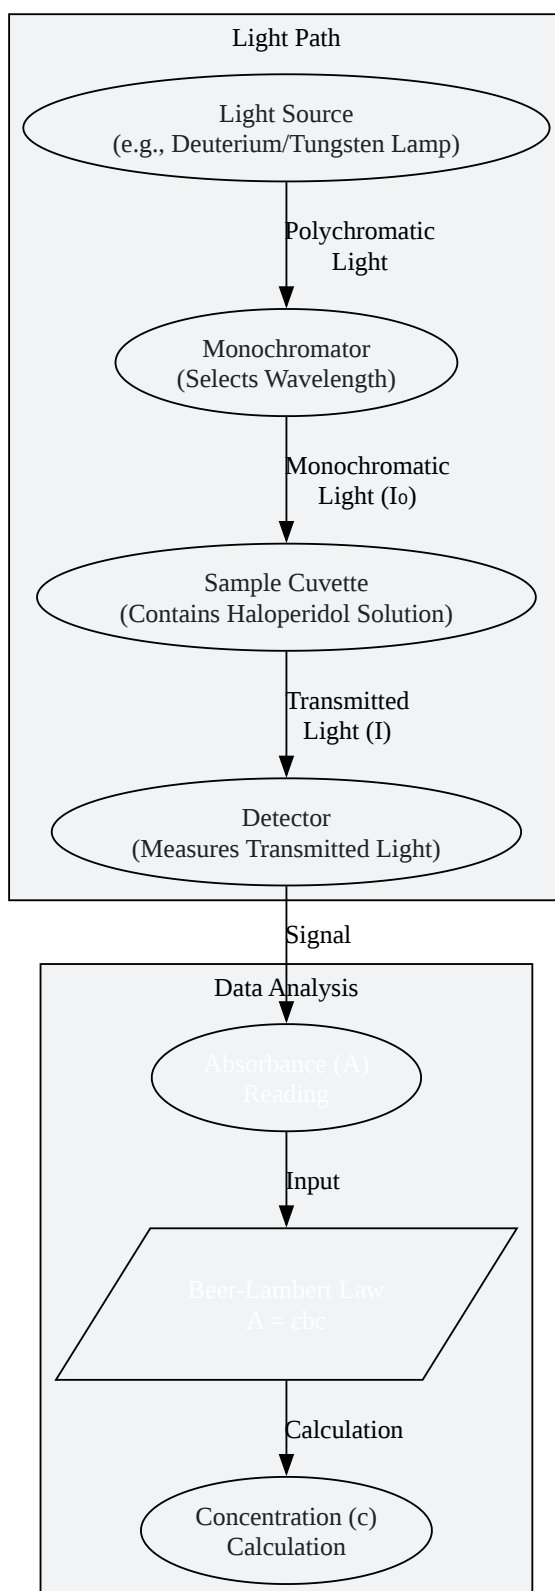 Light Path
Light Source
(e.g., Deuterium/Tungsten Lamp)
Polychromatic
Light
Monochromator
(Selects Wavelength)
Monochromatic
Light (I₀)
Sample Cuvette
(Contains Haloperidol Solution)
Transmitted
Light (I)
Detector
(Measures Transmitted Light)
Signal
Data Analysis
Absorbance (A)
Reading
Input
Beer-Lambert Law
A = εbc
Calculation
Concentration (c)
Calculation